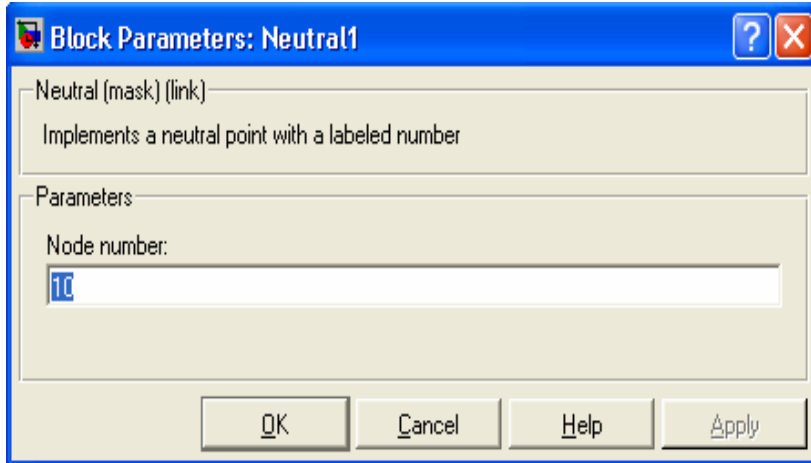 Block Parameters: Neutral1
Neutral (mask) (link)
Implements a neutral point with a labeled number
Parameters
Node number:
10
OK Cancel Help Apply